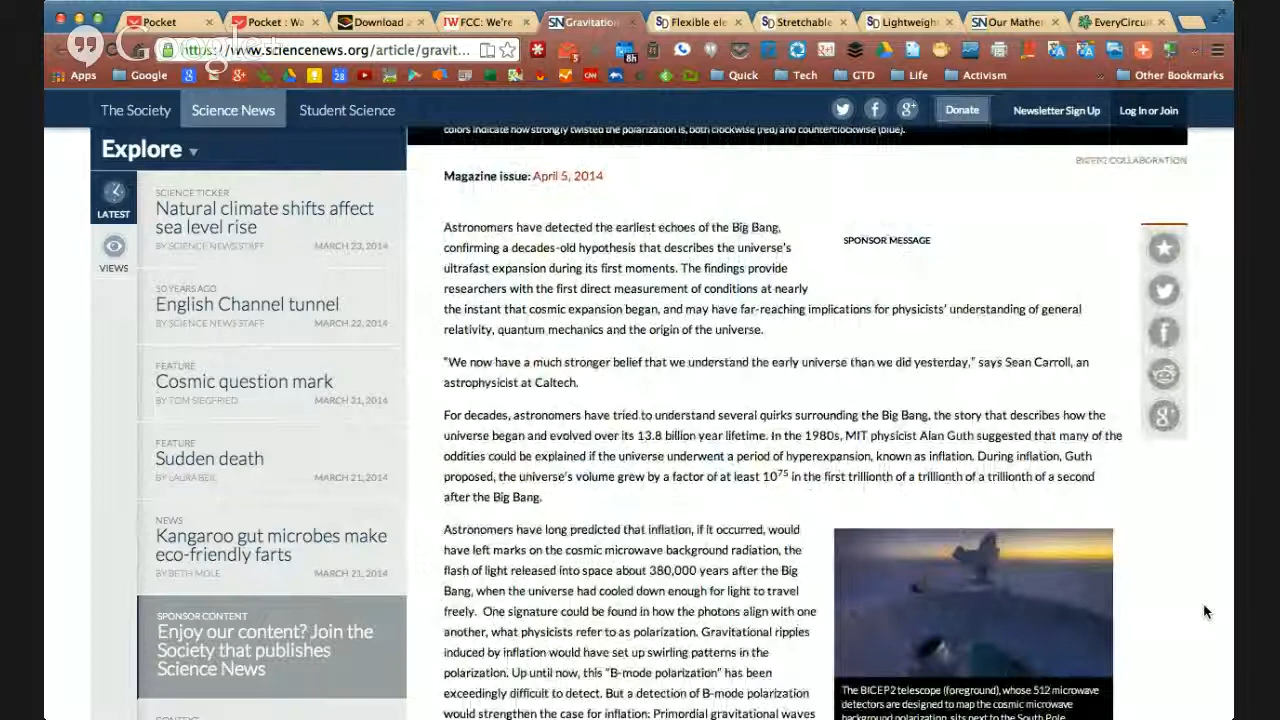 Pocket
Pocket : Wa
Download a
FCC: We're
Gravitation
Flexible ele
Stretchable
Lightweight
Our Mathe
EveryCircui
Google+
https://www.sciencenews.org/article/gravit...
5
8h
Apps
Google
28
CNN
Quick
Tech
GTD
Life
Activism
Other Bookmarks
The Society
Science News
Student Science
Donate
Newsletter Sign Up
Log In or Join
Explore
colors indicate how strongly twisted the polarization is, both clockwise (red) and counterclockwise (blue).
BICEP2 COLLABORATION
LATEST
VIEWS
SCIENCE TICKER
Natural climate shifts affect
sea level rise
BY SCIENCE NEWS STAFF MARCH 23, 2014
50 YEARS AGO
English Channel tunnel
BY SCIENCE NEWS STAFF MARCH 22, 2014
FEATURE
Cosmic question mark
BY TOM SIEGFRIED MARCH 21, 2014
FEATURE
Sudden death
BY LAURA BEIL MARCH 21, 2014
NEWS
Kangaroo gut microbes make
eco-friendly farts
BY BETH MOLE MARCH 21, 2014
SPONSOR CONTENT
Enjoy our content? Join the
Society that publishes
Science News
Magazine issue: April 5, 2014
Astronomers have detected the earliest echoes of the Big Bang,
confirming a decades-old hypothesis that describes the universe's
ultrafast expansion during its first moments. The findings provide
researchers with the first direct measurement of conditions at nearly
the instant that cosmic expansion began, and may have far-reaching implications for physicists' understanding of general
relativity, quantum mechanics and the origin of the universe.
SPONSOR MESSAGE
"We now have a much stronger belief that we understand the early universe than we did yesterday," says Sean Carroll, an
astrophysicist at Caltech.
For decades, astronomers have tried to understand several quirks surrounding the Big Bang, the story that describes how the
universe began and evolved over its 13.8 billion year lifetime. In the 1980s, MIT physicist Alan Guth suggested that many of the
oddities could be explained if the universe underwent a period of hyperexpansion, known as inflation. During inflation, Guth
proposed, the universe's volume grew by a factor of at least 10⁷⁵ in the first trillionth of a trillionth of a trillionth of a second
after the Big Bang.
Astronomers have long predicted that inflation, if it occurred, would
have left marks on the cosmic microwave background radiation, the
flash of light released into space about 380,000 years after the Big
Bang, when the universe had cooled down enough for light to travel
freely. One signature could be found in how the photons align with one
another, what physicists refer to as polarization. Gravitational ripples
induced by inflation would have set up swirling patterns in the
polarization. Up until now, this "B-mode polarization" has been
exceedingly difficult to detect. But a detection of B-mode polarization
would strengthen the case for inflation: Primordial gravitational waves
The BICEP2 telescope (foreground), whose 512 microwave
detectors are designed to map the cosmic microwave
background polarization, sits next to the South Pole